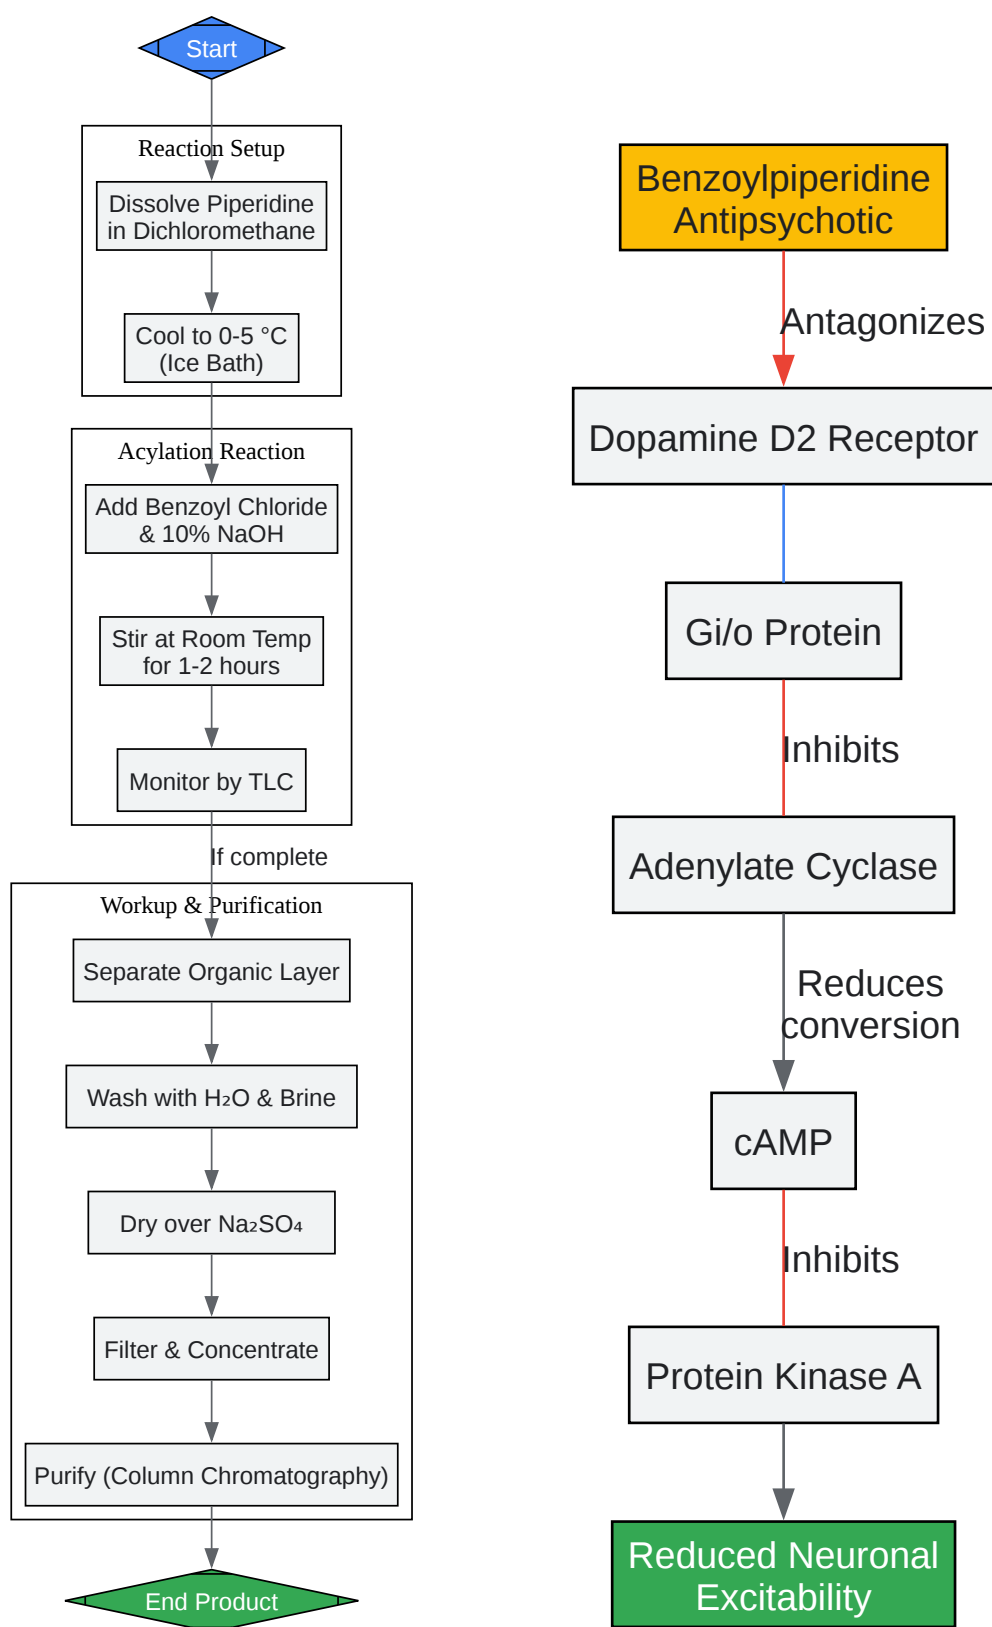 Start
Reaction Setup
Dissolve Piperidine
in Dichloromethane
Cool to 0-5 °C
(Ice Bath)
Acylation Reaction
Add Benzoyl Chloride
& 10% NaOH
Stir at Room Temp
for 1-2 hours
Monitor by TLC
If complete
Workup & Purification
Separate Organic Layer
Wash with H₂O & Brine
Dry over Na₂SO₄
Filter & Concentrate
Purify (Column Chromatography)
End Product
Benzoylpiperidine
Antipsychotic
Antagonizes
Dopamine D2 Receptor
Gi/o Protein
Inhibits
Adenylate Cyclase
Reduces
conversion
cAMP
Inhibits
Protein Kinase A
Reduced Neuronal
Excitability